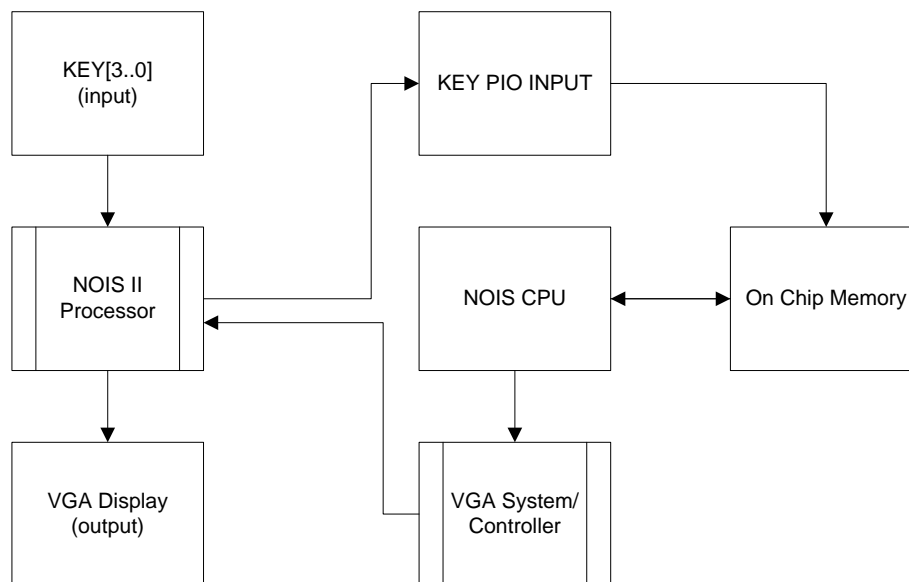 KEY[3..0]
(input)
KEY PIO INPUT
NOIS II
Processor
NOIS CPU
On Chip Memory
VGA Display
(output)
VGA System/
Controller